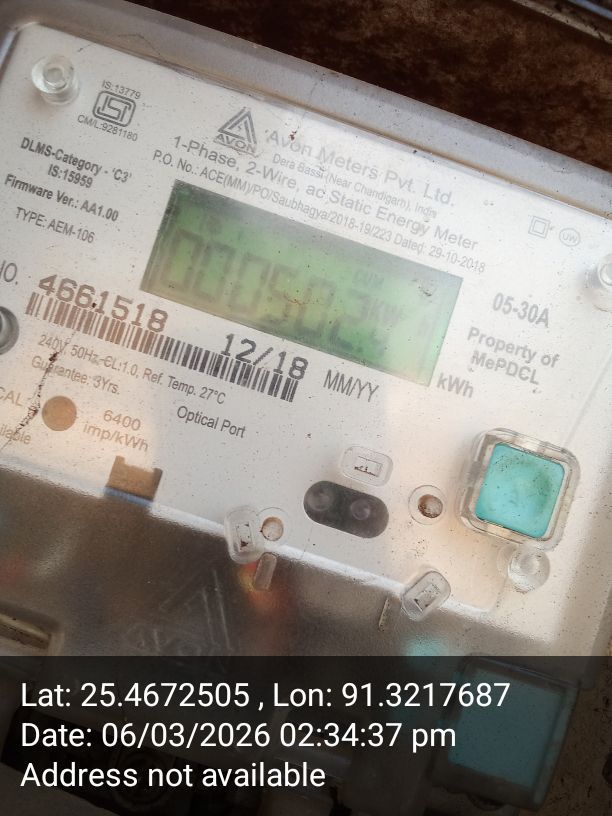 IS:13779
CM/L:9281180
AVON
Avon Meters Pvt. Ltd.
Dera Bassi (Near Chandigarh), India
1-Phase, 2-Wire, ac Static Energy Meter
P.O. No.: ACE(MM)/PO/Saubhagya/2018-19/223 Dated: 29-10-2018
DLMS-Category - 'C3'
IS:15959
Firmware Ver.: AA1.00
TYPE: AEM-106
05-30A
Property of
MePDCL
kWh
NO. 4661518
12/18
MM/YY
240V, 50Hz, CL:1.0, Ref. Temp. 27°C
Guarantee: 3Yrs.
Optical Port
CAL
6400
imp/kWh
Lat: 25.4672505 , Lon: 91.3217687
Date: 06/03/2026 02:34:37 pm
Address not available